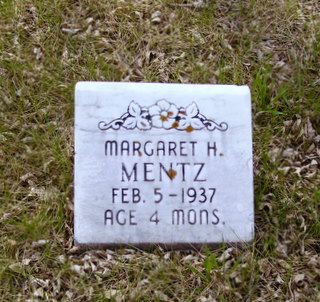 MARGARET H.
MENTZ
FEB. 5-1937
AGE 4 MONS.